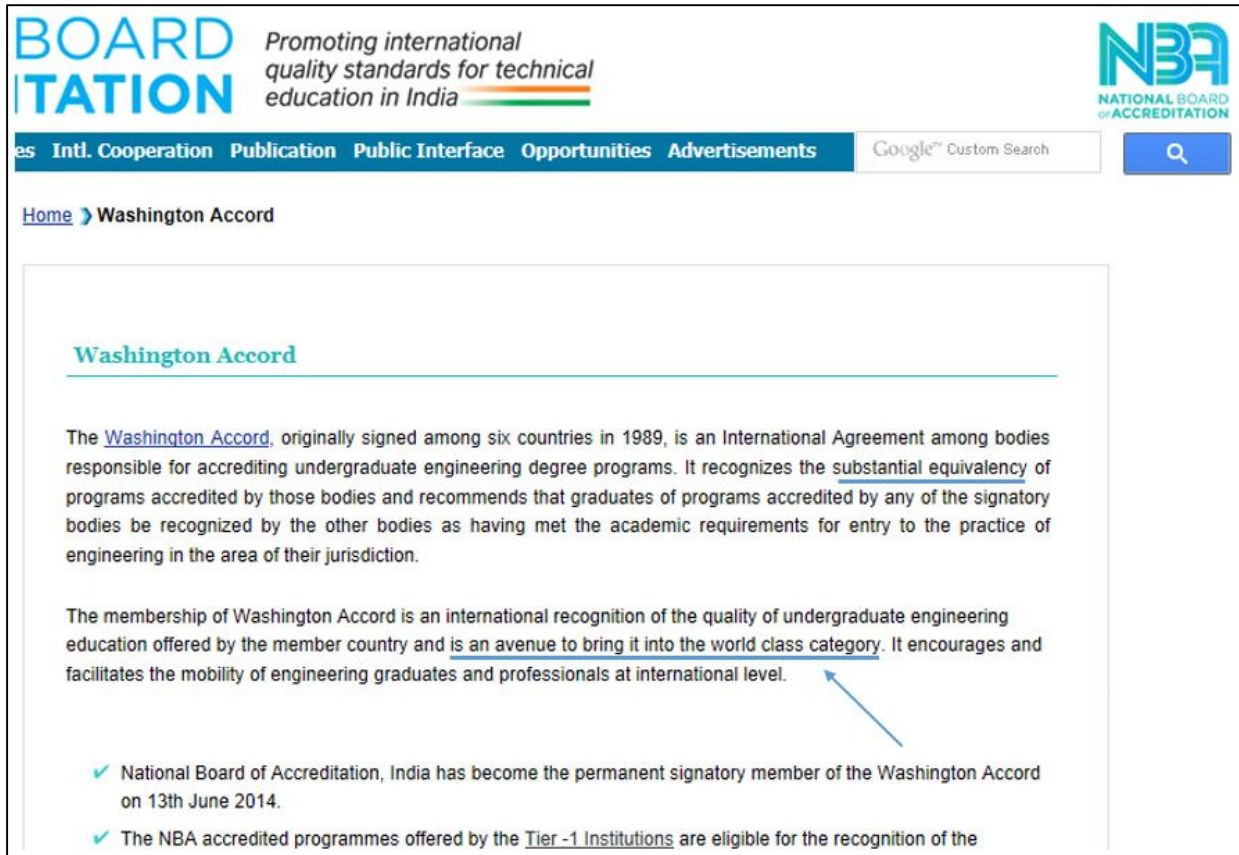 BOARD
ITATION
Promoting international
quality standards for technical
education in India
NBA
NATIONAL BOARD
OF ACCREDITATION
es Intl. Cooperation Publication Public Interface Opportunities Advertisements
Google™ Custom Search
Home ❯ Washington Accord
Washington Accord
The Washington Accord, originally signed among six countries in 1989, is an International Agreement among bodies
responsible for accrediting undergraduate engineering degree programs. It recognizes the substantial equivalency of
programs accredited by those bodies and recommends that graduates of programs accredited by any of the signatory
bodies be recognized by the other bodies as having met the academic requirements for entry to the practice of
engineering in the area of their jurisdiction.
The membership of Washington Accord is an international recognition of the quality of undergraduate engineering
education offered by the member country and is an avenue to bring it into the world class category. It encourages and
facilitates the mobility of engineering graduates and professionals at international level.
✔ National Board of Accreditation, India has become the permanent signatory member of the Washington Accord
on 13th June 2014.
✔ The NBA accredited programmes offered by the Tier -1 Institutions are eligible for the recognition of the